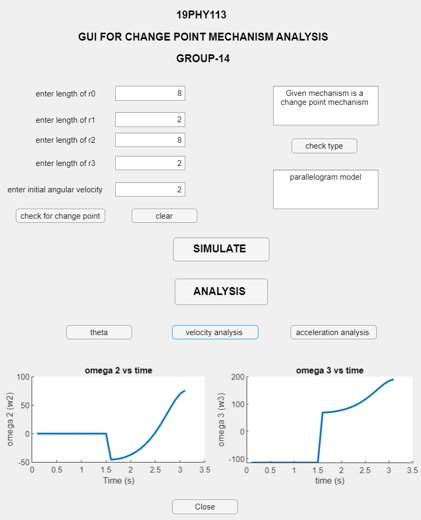 19PHY113
GUI FOR CHANGE POINT MECHANISM ANALYSIS
GROUP-14
enter length of r0 8
enter length of r1 2
enter length of r2 8
enter length of r3 2
enter initial angular velocity 2
check for change point
clear
Given mechanism is a
change point mechanism
check type
parallelogram model
SIMULATE
ANALYSIS
theta
velocity analysis
acceleration analysis
omega 2 vs time
omega 2 (w2)
100
50
0
-50
0 0.5 1 1.5 2 2.5 3 3.5
Time (s)
omega 3 vs time
omega 3 (w3)
200
100
0
-100
0 0.5 1 1.5 2 2.5 3 3.5
time (s)
Close